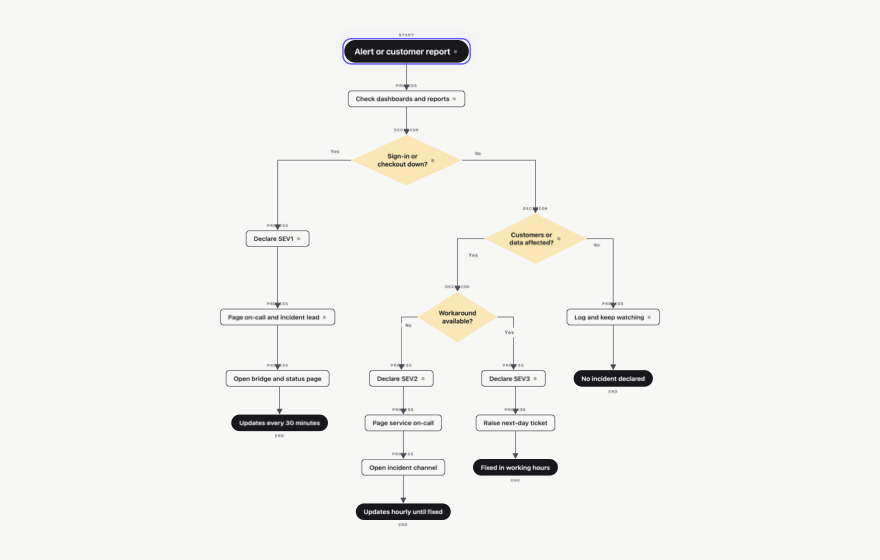 START
Alert or customer report
PROCESS
Check dashboards and reports
DECISION
Sign-in or
checkout down?
Yes
No
PROCESS
Declare SEV1
DECISION
Customers or
data affected?
Yes
No
PROCESS
Page on-call and incident lead
DECISION
Workaround
available?
No
Yes
PROCESS
Log and keep watching
PROCESS
Open bridge and status page
PROCESS
Declare SEV2
PROCESS
Declare SEV3
No incident declared
END
Updates every 30 minutes
END
PROCESS
Page service on-call
PROCESS
Raise next-day ticket
PROCESS
Open incident channel
Fixed in working hours
END
Updates hourly until fixed
END